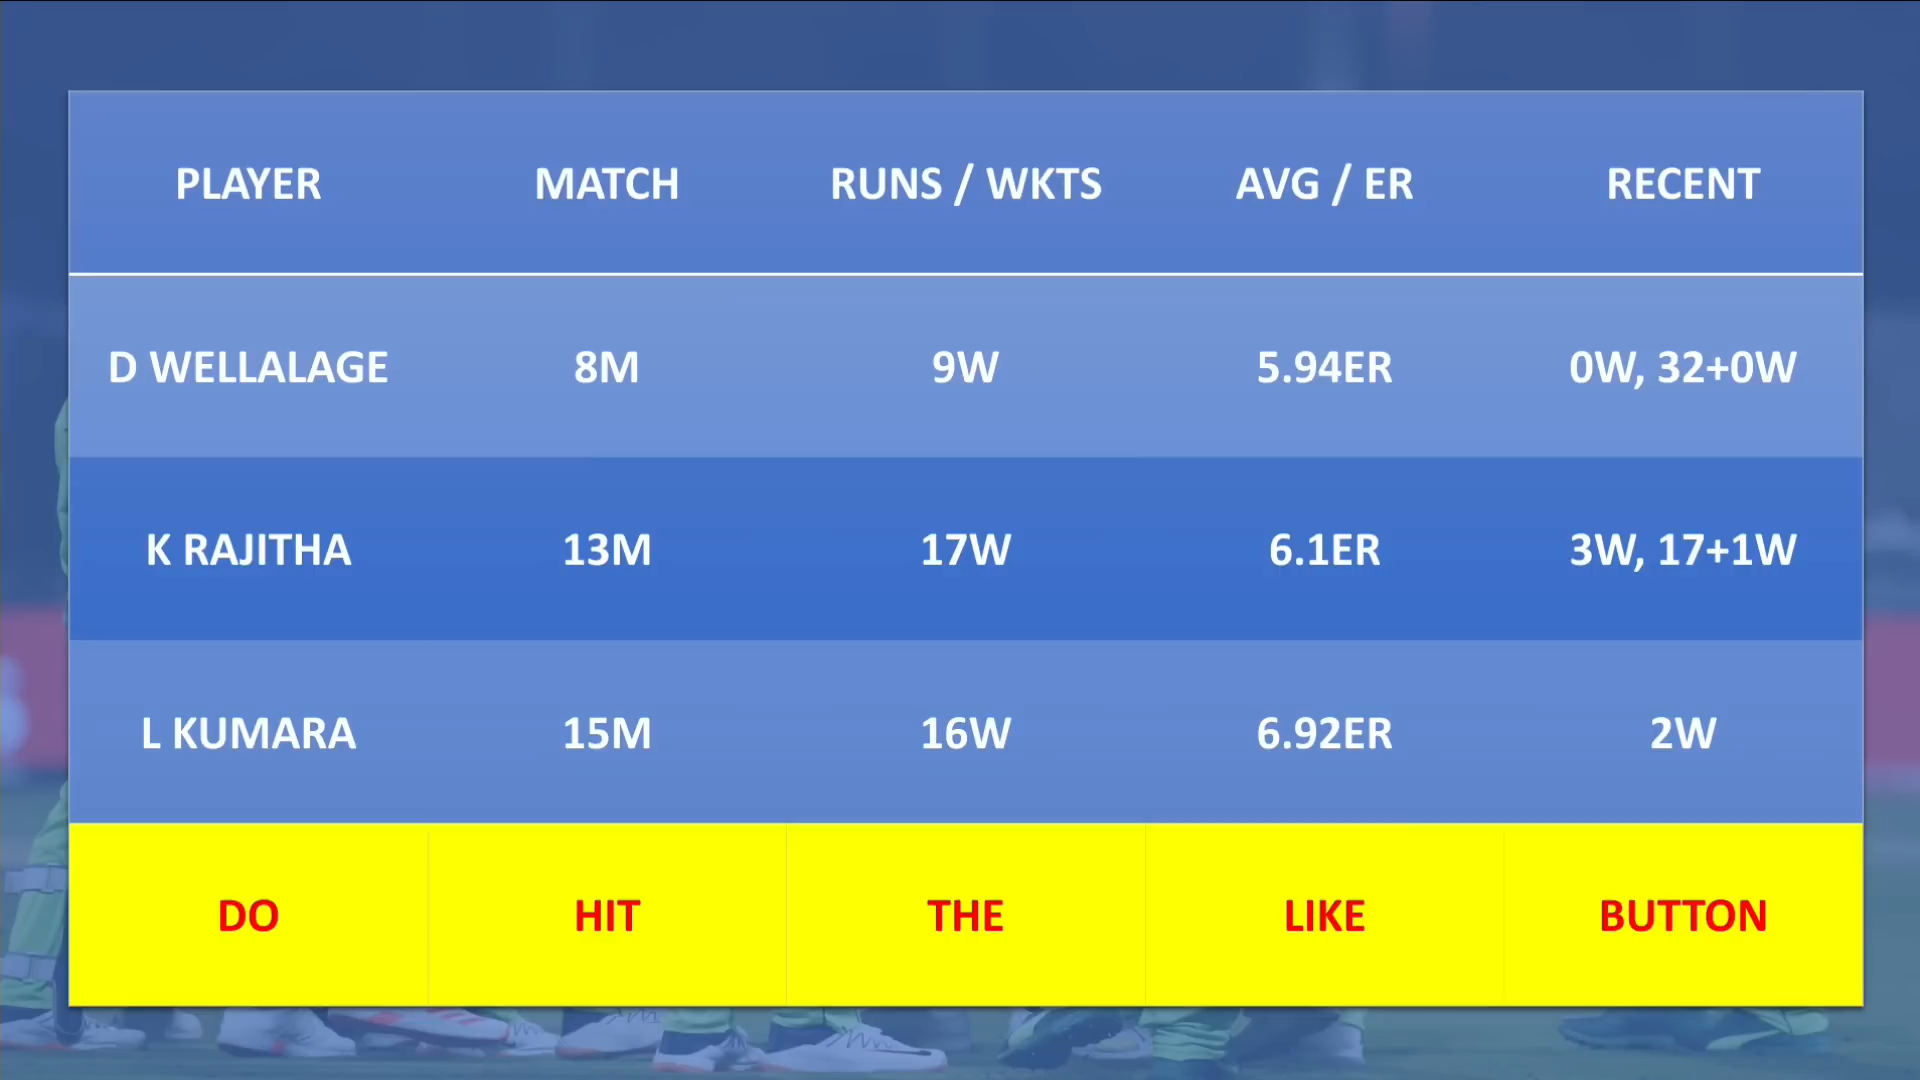 PLAYER MATCH RUNS / WKTS AVG / ER RECENT
D WELLALAGE 8M 9W 5.94ER 0W, 32+0W
K RAJITHA 13M 17W 6.1ER 3W, 17+1W
L KUMARA 15M 16W 6.92ER 2W
DO HIT THE LIKE BUTTON